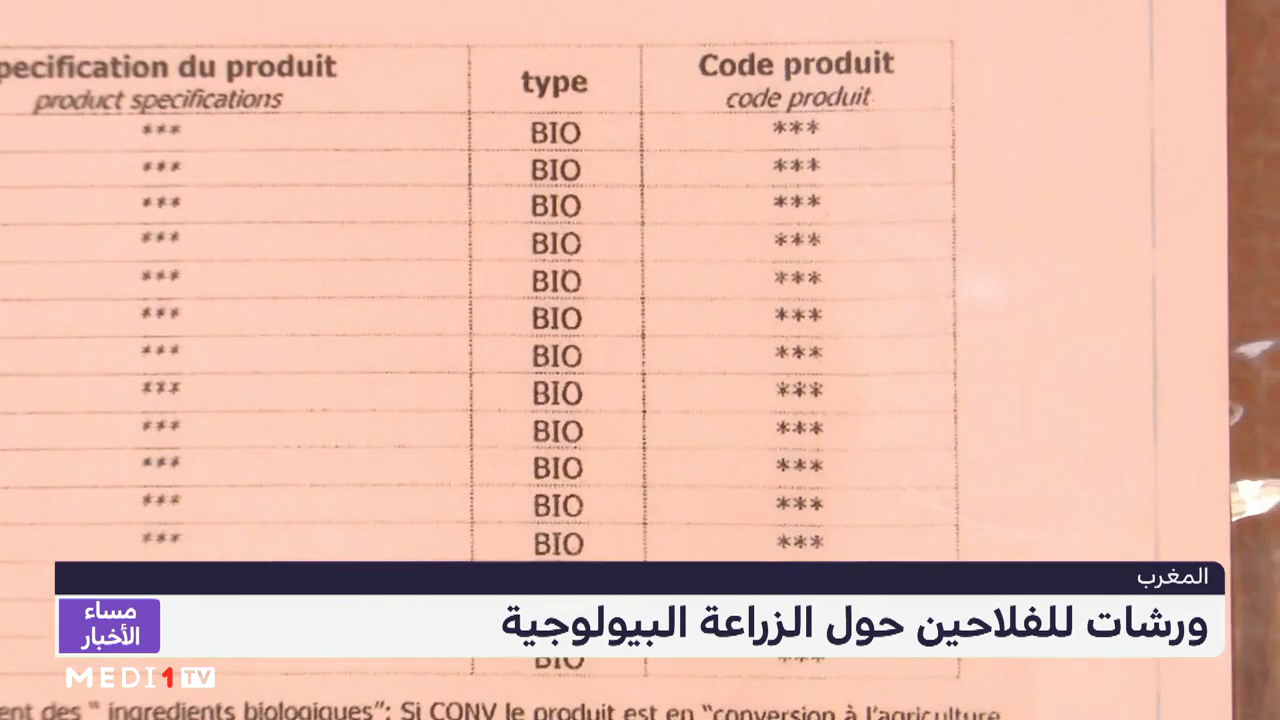 pecification du produit type Code produit
product specifications code produit
*** BIO ***
*** BIO ***
*** BIO ***
*** BIO ***
*** BIO ***
*** BIO ***
*** BIO ***
*** BIO ***
*** BIO ***
*** BIO ***
*** BIO ***
*** BIO ***
المغرب
ورشات للفلاحين حول الزراعة البيولوجية
مساء
الأخبار
BIO ***
MEDI1TV
ent des " ingredients biologiques"; Si CONV le produit est en "conversion à l'agriculture